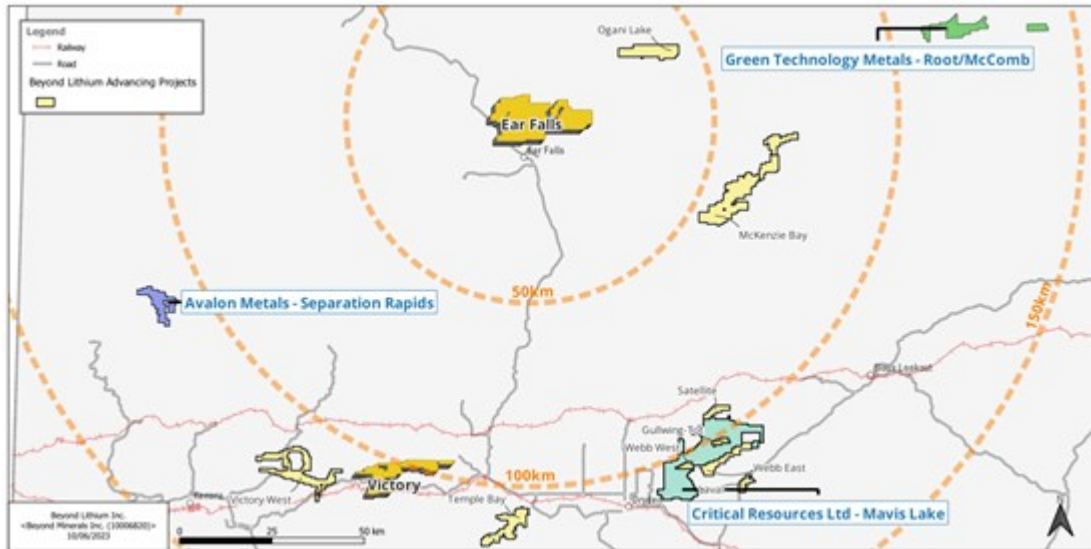 Legend
Railway
Road
Beyond Lithium Advancing Projects
Ogani Lake
Green Technology Metals - Root/McComb
Ear Falls
Ear Falls
McKenzie Bay
50km
Avalon Metals - Separation Rapids
150km
Sioux Lookout
Satellite
Gullwing-Tot
Webb West
Webb East
100km
Victory
Victory West
Kenora
Temple Bay
Dryden
Critical Resources Ltd - Mavis Lake
Beyond Lithium Inc.
<Beyond Minerals Inc. (10006820)>
10/06/2023
0 25 50 km